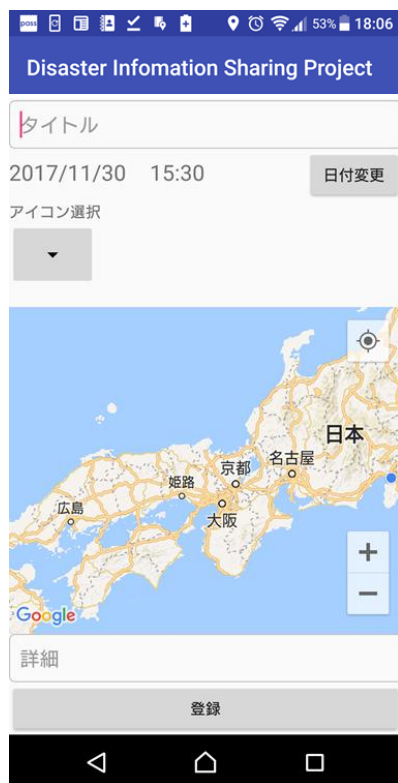 53% 18:06
Disaster Infomation Sharing Project
タイトル
2017/11/30 15:30
日付変更
アイコン選択
日本
名古屋
京都
姫路
大阪
広島
+
−
Google
詳細
登録